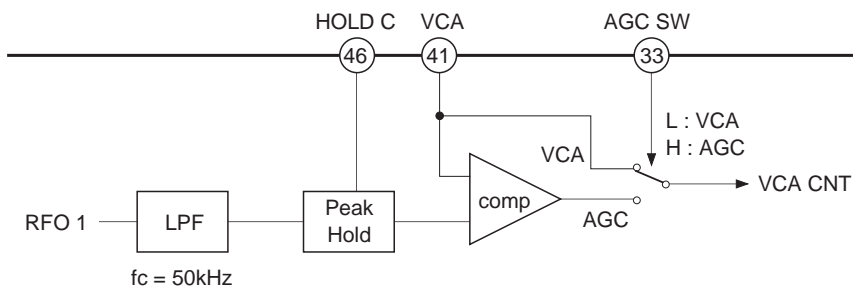 HOLD C VCA AGC SW
46 41 33
L : VCA
H : AGC
VCA
VCA CNT
comp
AGC
RFO 1
LPF
Peak
Hold
fc = 50kHz